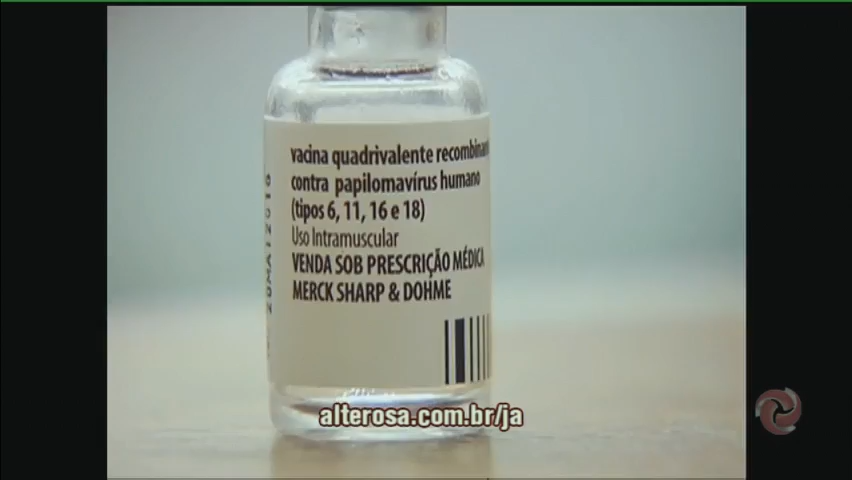 vacina quadrivalente recombinan
contra papilomavírus humano
(tipos 6, 11, 16 e 18)
Uso Intramuscular
VENDA SOB PRESCRIÇÃO MÉDICA
MERCK SHARP & DOHME
alterosa.com.br/ja